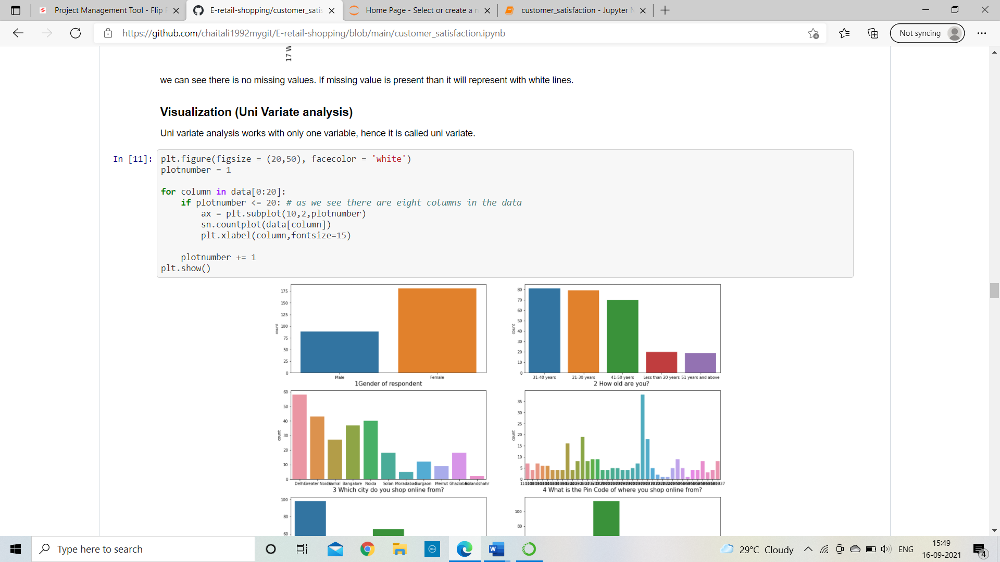 Project Management Tool - Flip
E-retail-shopping/customer_satis
Home Page - Select or create a n
customer_satisfaction - Jupyter N
https://github.com/chaitali1992mygit/E-retail-shopping/blob/main/customer_satisfaction.ipynb
Not syncing
17 W
we can see there is no missing values. If missing value is present than it will represent with white lines.
Visualization (Uni Variate analysis)
Uni variate analysis works with only one variable, hence it is called uni variate.
In [11]:
plt.figure(figsize = (20,50), facecolor = 'white')
plotnumber = 1
for column in data[0:20]:
if plotnumber <= 20: # as we see there are eight columns in the data
ax = plt.subplot(10,2,plotnumber)
sn.countplot(data[column])
plt.xlabel(column,fontsize=15)
plotnumber += 1
plt.show()
175
150
125
100
75
50
25
0
count
Male Female
1Gender of respondent
80
70
60
50
40
30
20
10
0
count
31-40 years 21-30 years 41-50 yaers Less than 20 years 51 years and above
2 How old are you?
60
50
40
30
20
10
0
count
Delhi Greater Noida Karnal Bangalore Noida Solan Moradabad Gurgaon Merrut Ghaziabad Bulandshahr
3 Which city do you shop online from?
35
30
25
20
15
10
5
0
count
4 What is the Pin Code of where you shop online from?
100
80
60
100
80
Type here to search
29°C Cloudy
ENG
15:49
16-09-2021
4